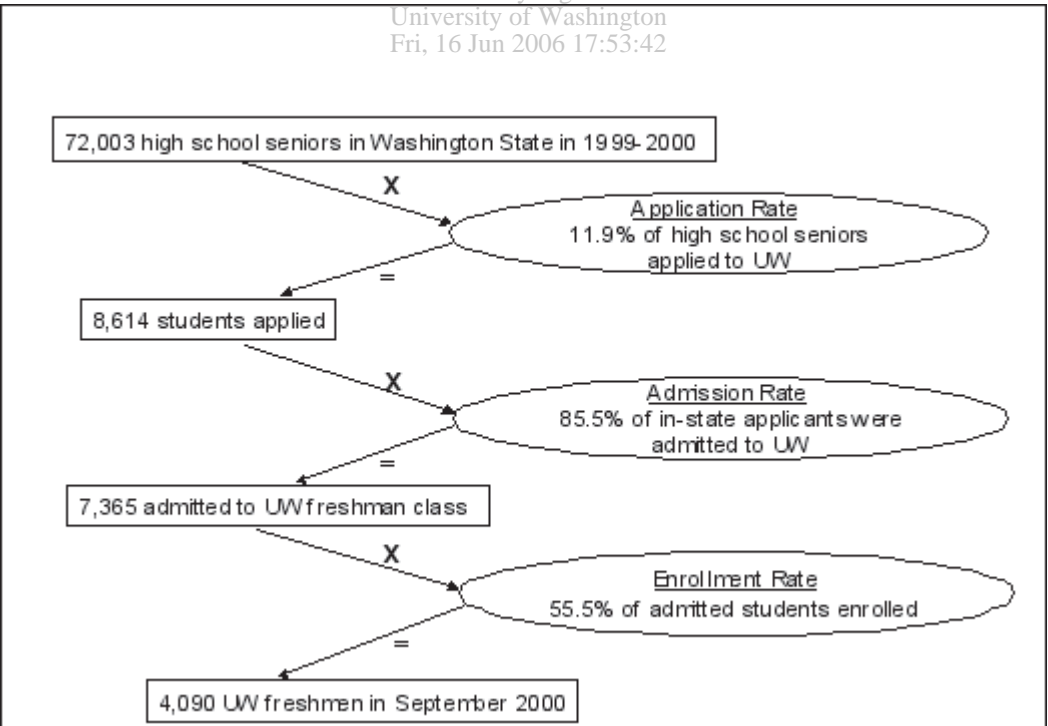 University of Washington
Fri, 16 Jun 2006 17:53:42
72,003 high school seniors in Washington State in 1999-2000
X
Application Rate
11.9% of high school seniors
applied to UW
=
8,614 students applied
X
Admission Rate
85.5% of in-state applicants were
admitted to UW
=
7,365 admitted to UW freshman class
X
Enrollment Rate
55.5% of admitted students enrolled
=
4,090 UW freshmen in September 2000